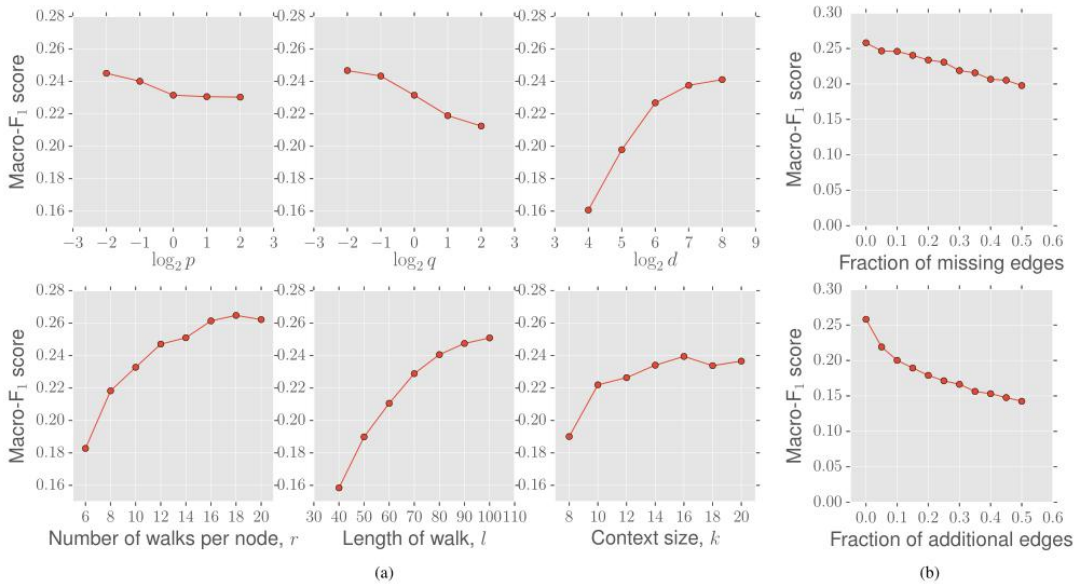 0.28 0.28 0.28 0.30
0.26 0.26 0.26 0.25
0.24 0.24 0.24 0.20
0.22 0.22 0.22 0.15
0.20 0.20 0.20 0.10
0.18 0.18 0.18 0.05
0.16 0.16 0.16 0.00
Macro-F₁ score
Macro-F₁ score
−3 −2 −1 0 1 2 3
log₂ p
−3 −2 −1 0 1 2 3
log₂ q
3 4 5 6 7 8 9
log₂ d
0.0 0.1 0.2 0.3 0.4 0.5 0.6
Fraction of missing edges
0.28 0.28 0.28 0.30
0.26 0.26 0.26 0.25
0.24 0.24 0.24 0.20
0.22 0.22 0.22 0.15
0.20 0.20 0.20 0.10
0.18 0.18 0.18 0.05
0.16 0.16 0.16 0.00
Macro-F₁ score
Macro-F₁ score
6 8 10 12 14 16 18 20
Number of walks per node, r
30 40 50 60 70 80 90 100 110
Length of walk, l
8 10 12 14 16 18 20
Context size, k
0.0 0.1 0.2 0.3 0.4 0.5 0.6
Fraction of additional edges
(a)
(b)